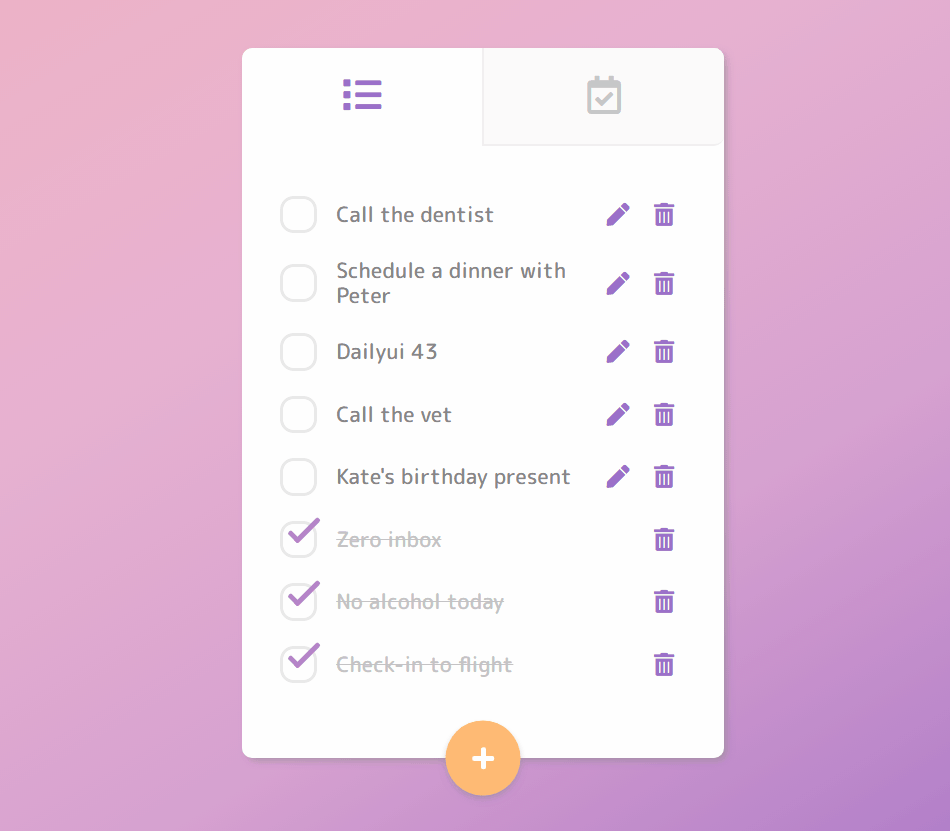 Call the dentist
Schedule a dinner with
Peter
Dailyui 43
Call the vet
Kate's birthday present
Zero inbox
No alcohol today
Check-in to flight